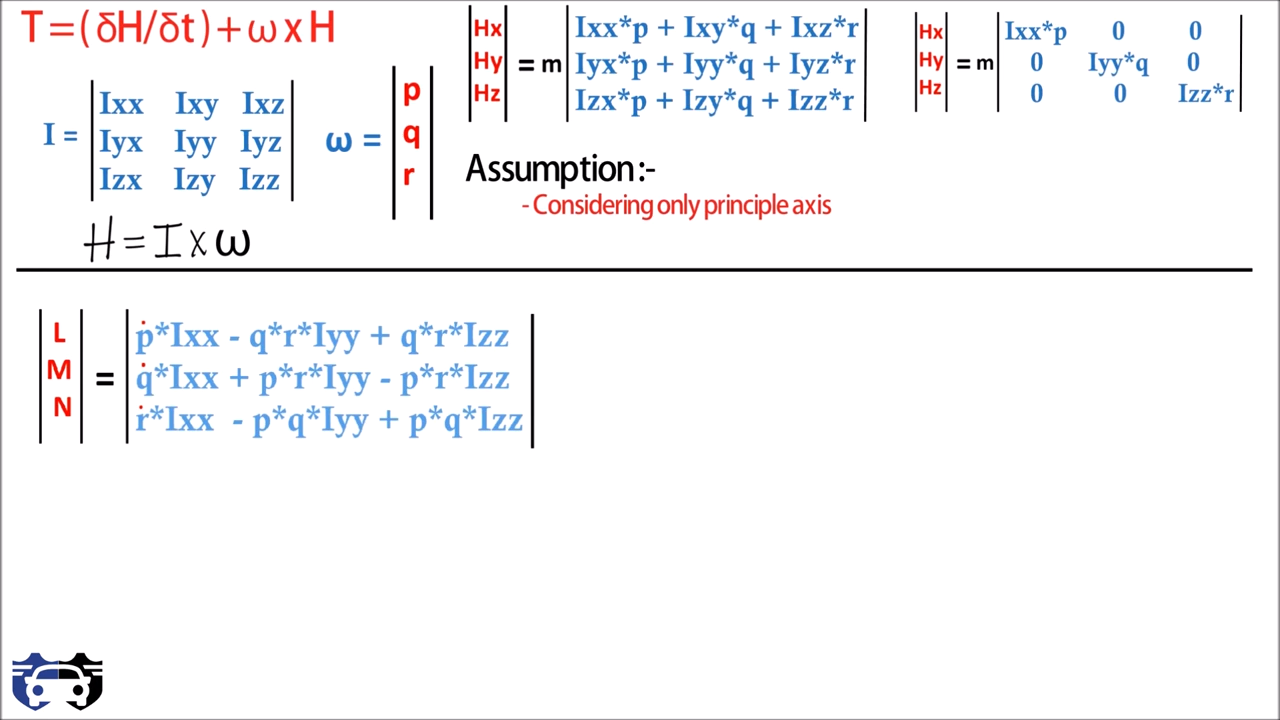 T=(δH/δt)+ωxH
I = |Ixx Ixy Ixz|
|Iyx Iyy Iyz|
|Izx Izy Izz|
ω = |p|
|q|
|r|
H=Ixω
|Hx| = m |Ixx*p + Ixy*q + Ixz*r|
|Hy| |Iyx*p + Iyy*q + Iyz*r|
|Hz| |Izx*p + Izy*q + Izz*r|
|Hx| = m |Ixx*p 0 0|
|Hy| |0 Iyy*q 0|
|Hz| |0 0 Izz*r|
Assumption:-
- Considering only principle axis
|L| = |ṗ*Ixx - q*r*Iyy + q*r*Izz|
|M| |q̇*Ixx + p*r*Iyy - p*r*Izz|
|N| |ṙ*Ixx - p*q*Iyy + p*q*Izz|